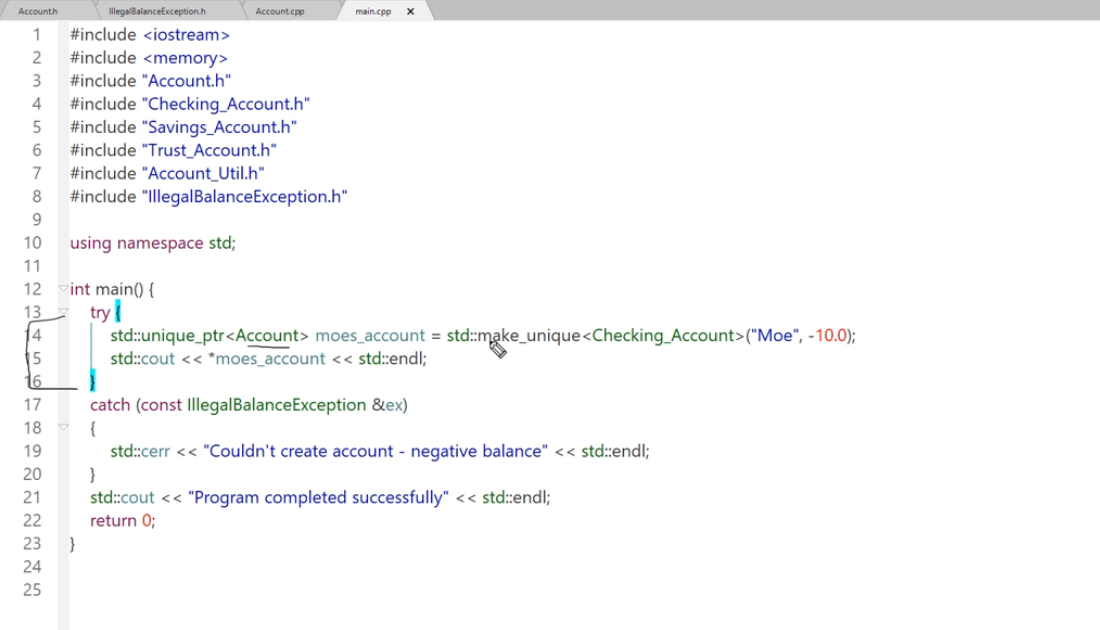 Account.h IllegalBalanceException.h Account.cpp main.cpp X
1 #include <iostream>
2 #include <memory>
3 #include "Account.h"
4 #include "Checking_Account.h"
5 #include "Savings_Account.h"
6 #include "Trust_Account.h"
7 #include "Account_Util.h"
8 #include "IllegalBalanceException.h"
9
10 using namespace std;
11
12 int main() {
13 try {
14 std::unique_ptr<Account> moes_account = std::make_unique<Checking_Account>("Moe", -10.0);
15 std::cout << *moes_account << std::endl;
16 }
17 catch (const IllegalBalanceException &ex)
18 {
19 std::cerr << "Couldn't create account - negative balance" << std::endl;
20 }
21 std::cout << "Program completed successfully" << std::endl;
22 return 0;
23 }
24
25